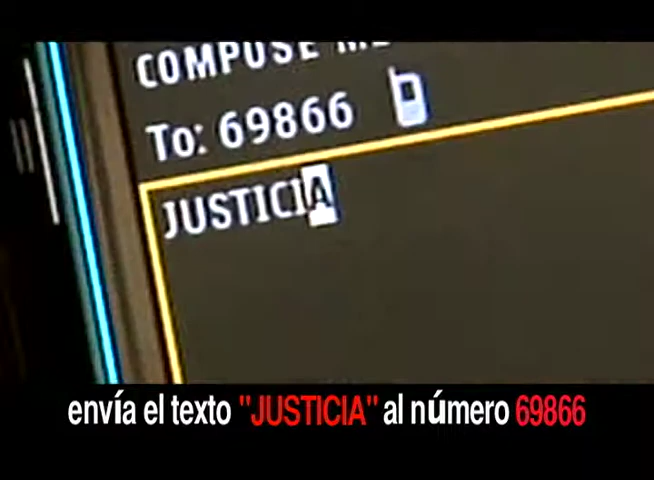 COMPOSE
To: 69866
JUSTICIA
envía el texto "JUSTICIA" al número 69866